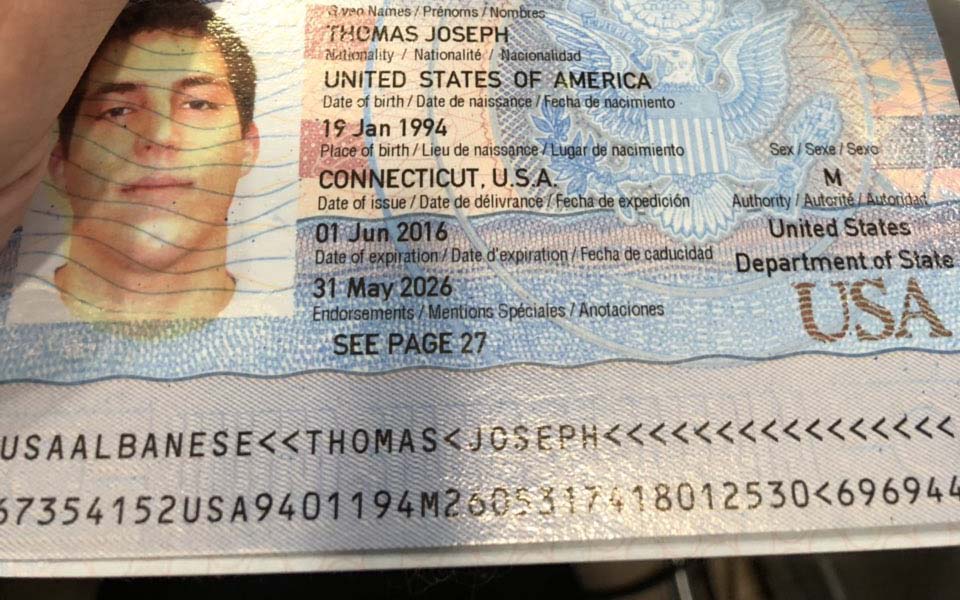 Given Names / Prénoms / Nombres
THOMAS JOSEPH
Nationality / Nationalité / Nacionalidad
UNITED STATES OF AMERICA
Date of birth / Date de naissance / Fecha de nacimiento
19 Jan 1994
Place of birth / Lieu de naissance / Lugar de nacimiento
Sex / Sexe / Sexo
CONNECTICUT, U.S.A.
M
Date of issue / Date de délivrance / Fecha de expedición
Authority / Autorité / Autoridad
01 Jun 2016
United States
Date of expiration / Date d'expiration / Fecha de caducidad
Department of State
31 May 2026
USA
Endorsements / Mentions Spéciales / Anotaciones
SEE PAGE 27
USAALBANESE<<THOMAS<JOSEPH<<<<<<<<<<<<<<<<<
67354152USA9401194M2605317418012530<696944